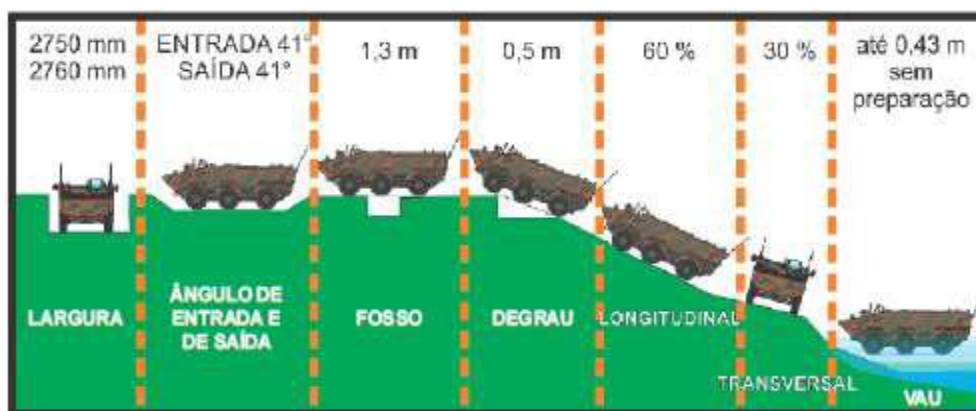 2750 mm
2760 mm
ENTRADA 41°
SAÍDA 41°
1,3 m
0,5 m
60 %
30 %
até 0,43 m
sem
preparação
LARGURA
ÂNGULO DE
ENTRADA E
DE SAÍDA
FOSSO
DEGRAU
LONGITUDINAL
TRANSVERSAL
VAU